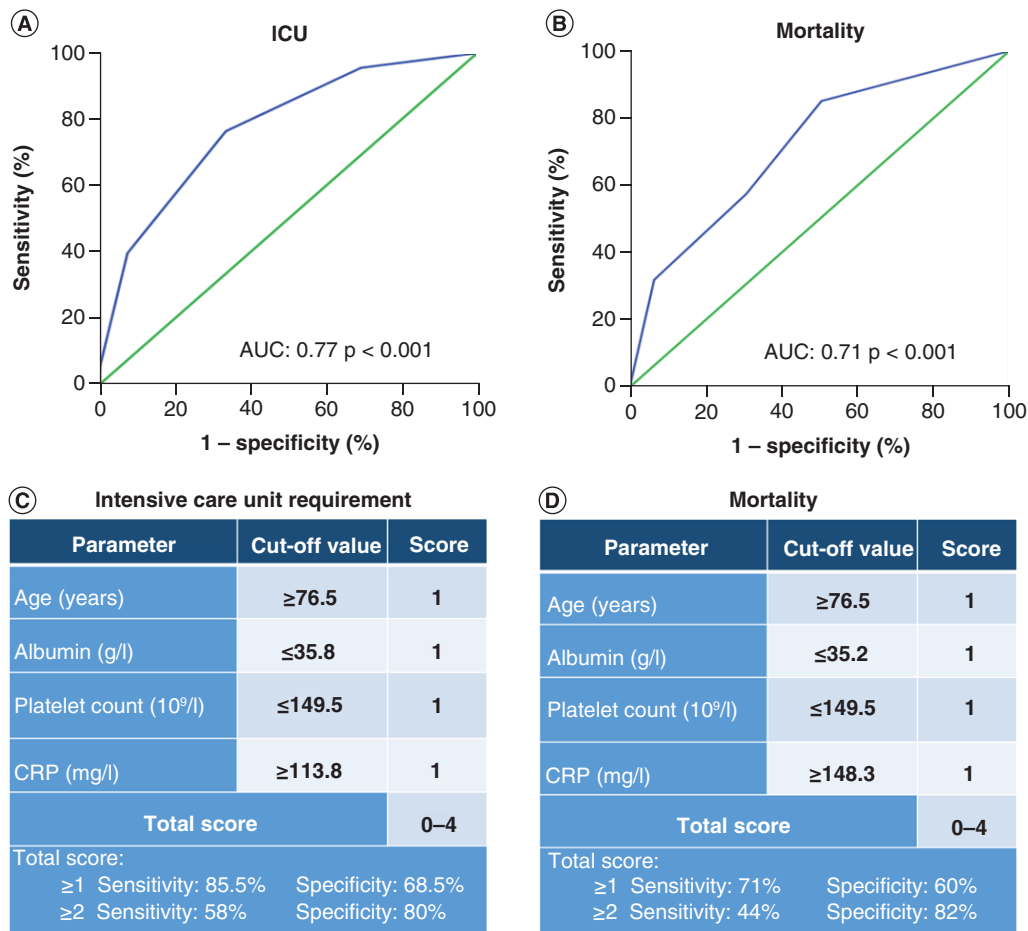 A
ICU
Sensitivity (%)
100
80
60
40
20
0
AUC: 0.77 p < 0.001
0 20 40 60 80 100
1 – specificity (%)
B
Mortality
Sensitivity (%)
100
80
60
40
20
0
AUC: 0.71 p < 0.001
0 20 40 60 80 100
1 – specificity (%)
C
Intensive care unit requirement
Parameter Cut-off value Score
Age (years) ≥76.5 1
Albumin (g/l) ≤35.8 1
Platelet count (10⁹/l) ≤149.5 1
CRP (mg/l) ≥113.8 1
Total score 0–4
Total score:
≥1 Sensitivity: 85.5% Specificity: 68.5%
≥2 Sensitivity: 58% Specificity: 80%
D
Mortality
Parameter Cut-off value Score
Age (years) ≥76.5 1
Albumin (g/l) ≤35.2 1
Platelet count (10⁹/l) ≤149.5 1
CRP (mg/l) ≥148.3 1
Total score 0–4
Total score:
≥1 Sensitivity: 71% Specificity: 60%
≥2 Sensitivity: 44% Specificity: 82%